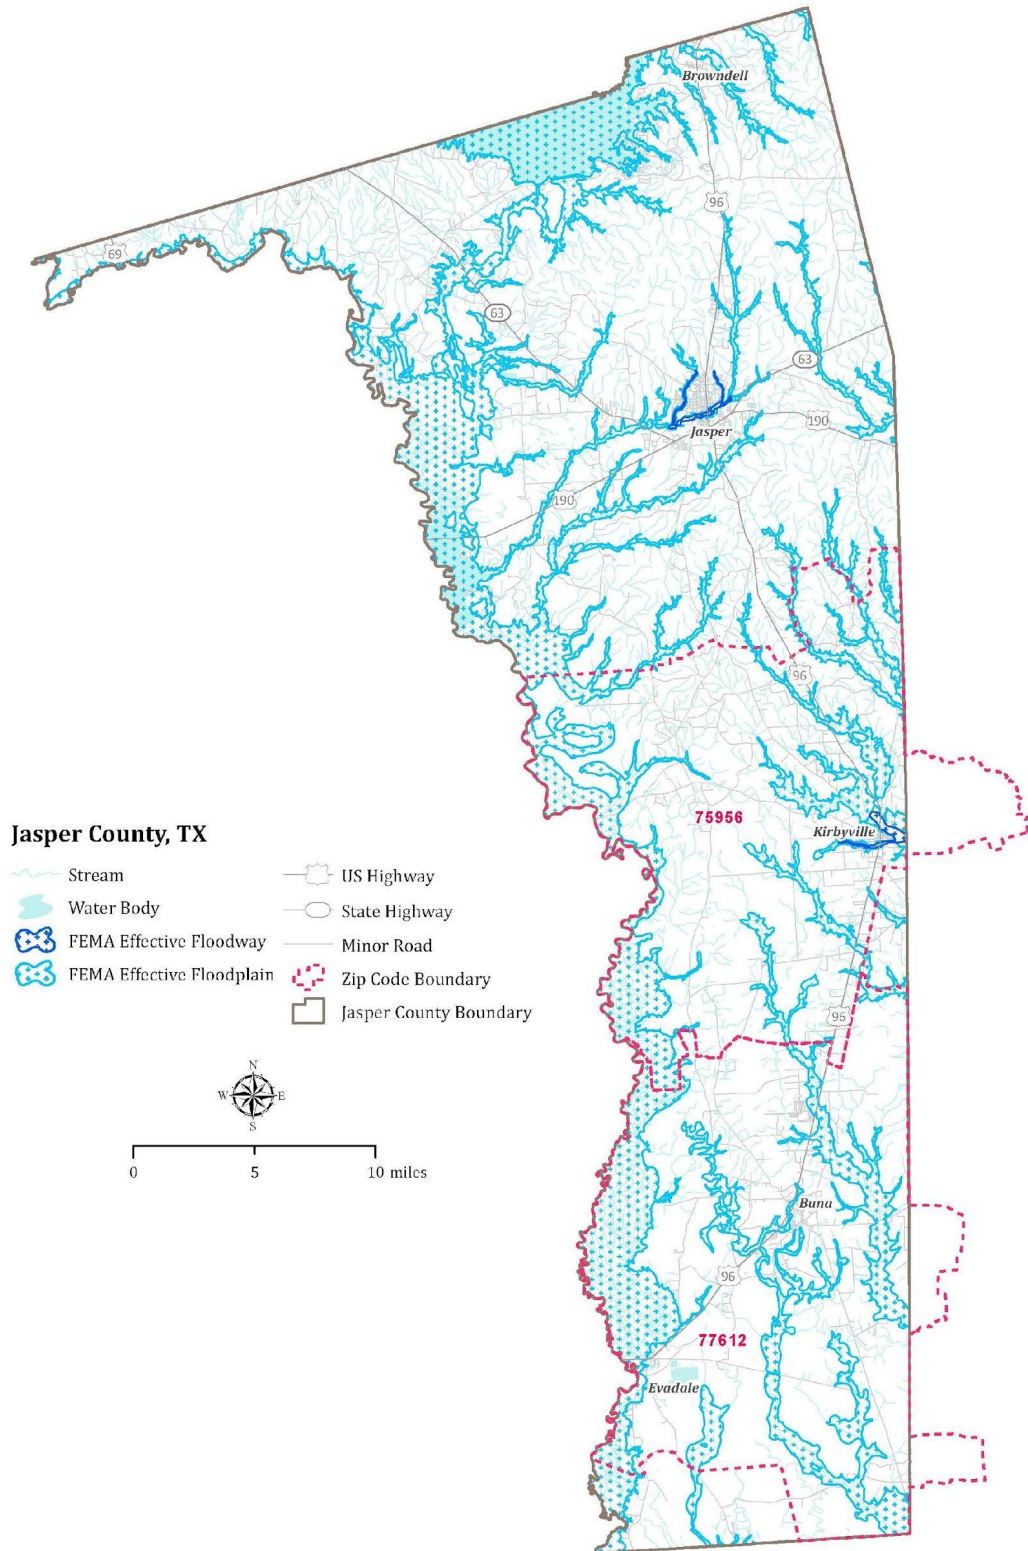 Browndell
96
69
63
63
Jasper
190
190
96
75956
Kirbyville
Jasper County, TX
Stream
US Highway
Water Body
State Highway
FEMA Effective Floodway
Minor Road
FEMA Effective Floodplain
Zip Code Boundary
Jasper County Boundary
96
N
W E
S
0 5 10 miles
Buna
96
77612
Evadale